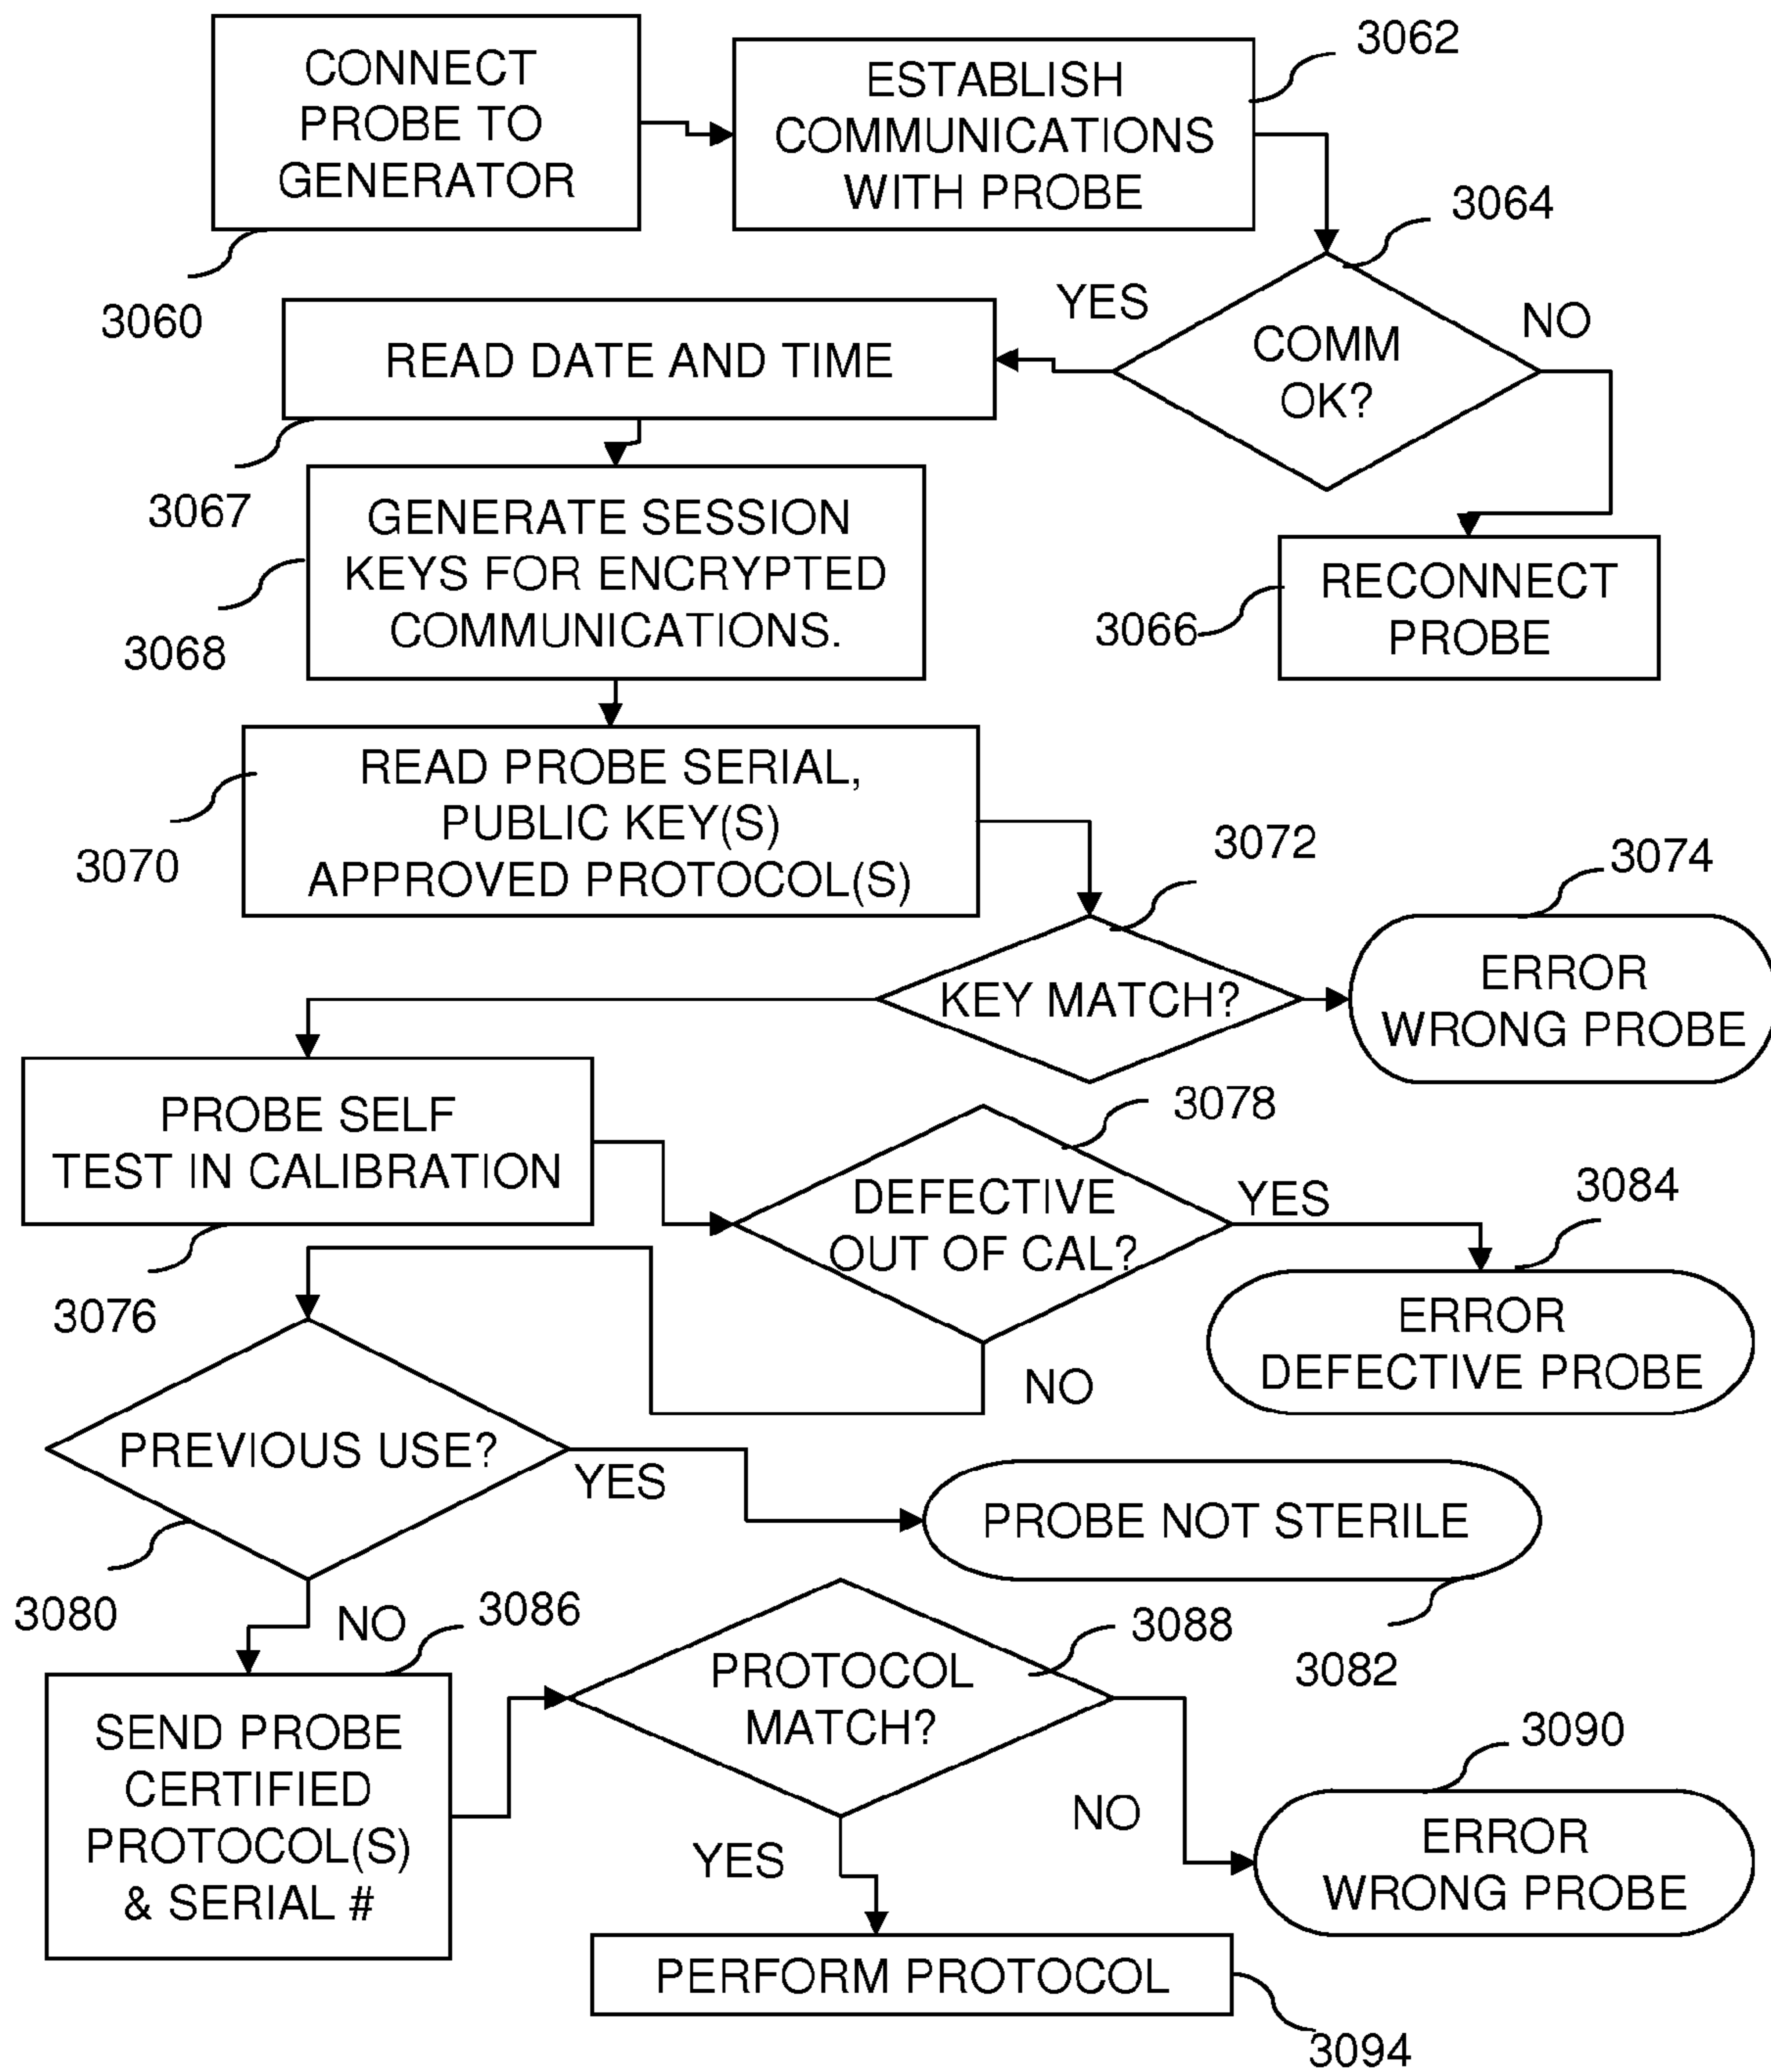 CONNECT
PROBE TO
GENERATOR
3060
ESTABLISH
COMMUNICATIONS
WITH PROBE
3062
3064
COMM
OK?
YES
NO
READ DATE AND TIME
3067
GENERATE SESSION
KEYS FOR ENCRYPTED
COMMUNICATIONS.
3068
RECONNECT
PROBE
3066
READ PROBE SERIAL,
PUBLIC KEY(S)
APPROVED PROTOCOL(S)
3070
3072
KEY MATCH?
3074
ERROR
WRONG PROBE
PROBE SELF
TEST IN CALIBRATION
3076
3078
DEFECTIVE
OUT OF CAL?
YES
NO
3084
ERROR
DEFECTIVE PROBE
PREVIOUS USE?
YES
3080
NO
PROBE NOT STERILE
3082
3086
SEND PROBE
CERTIFIED
PROTOCOL(S)
& SERIAL #
3088
PROTOCOL
MATCH?
YES
NO
3090
ERROR
WRONG PROBE
PERFORM PROTOCOL
3094